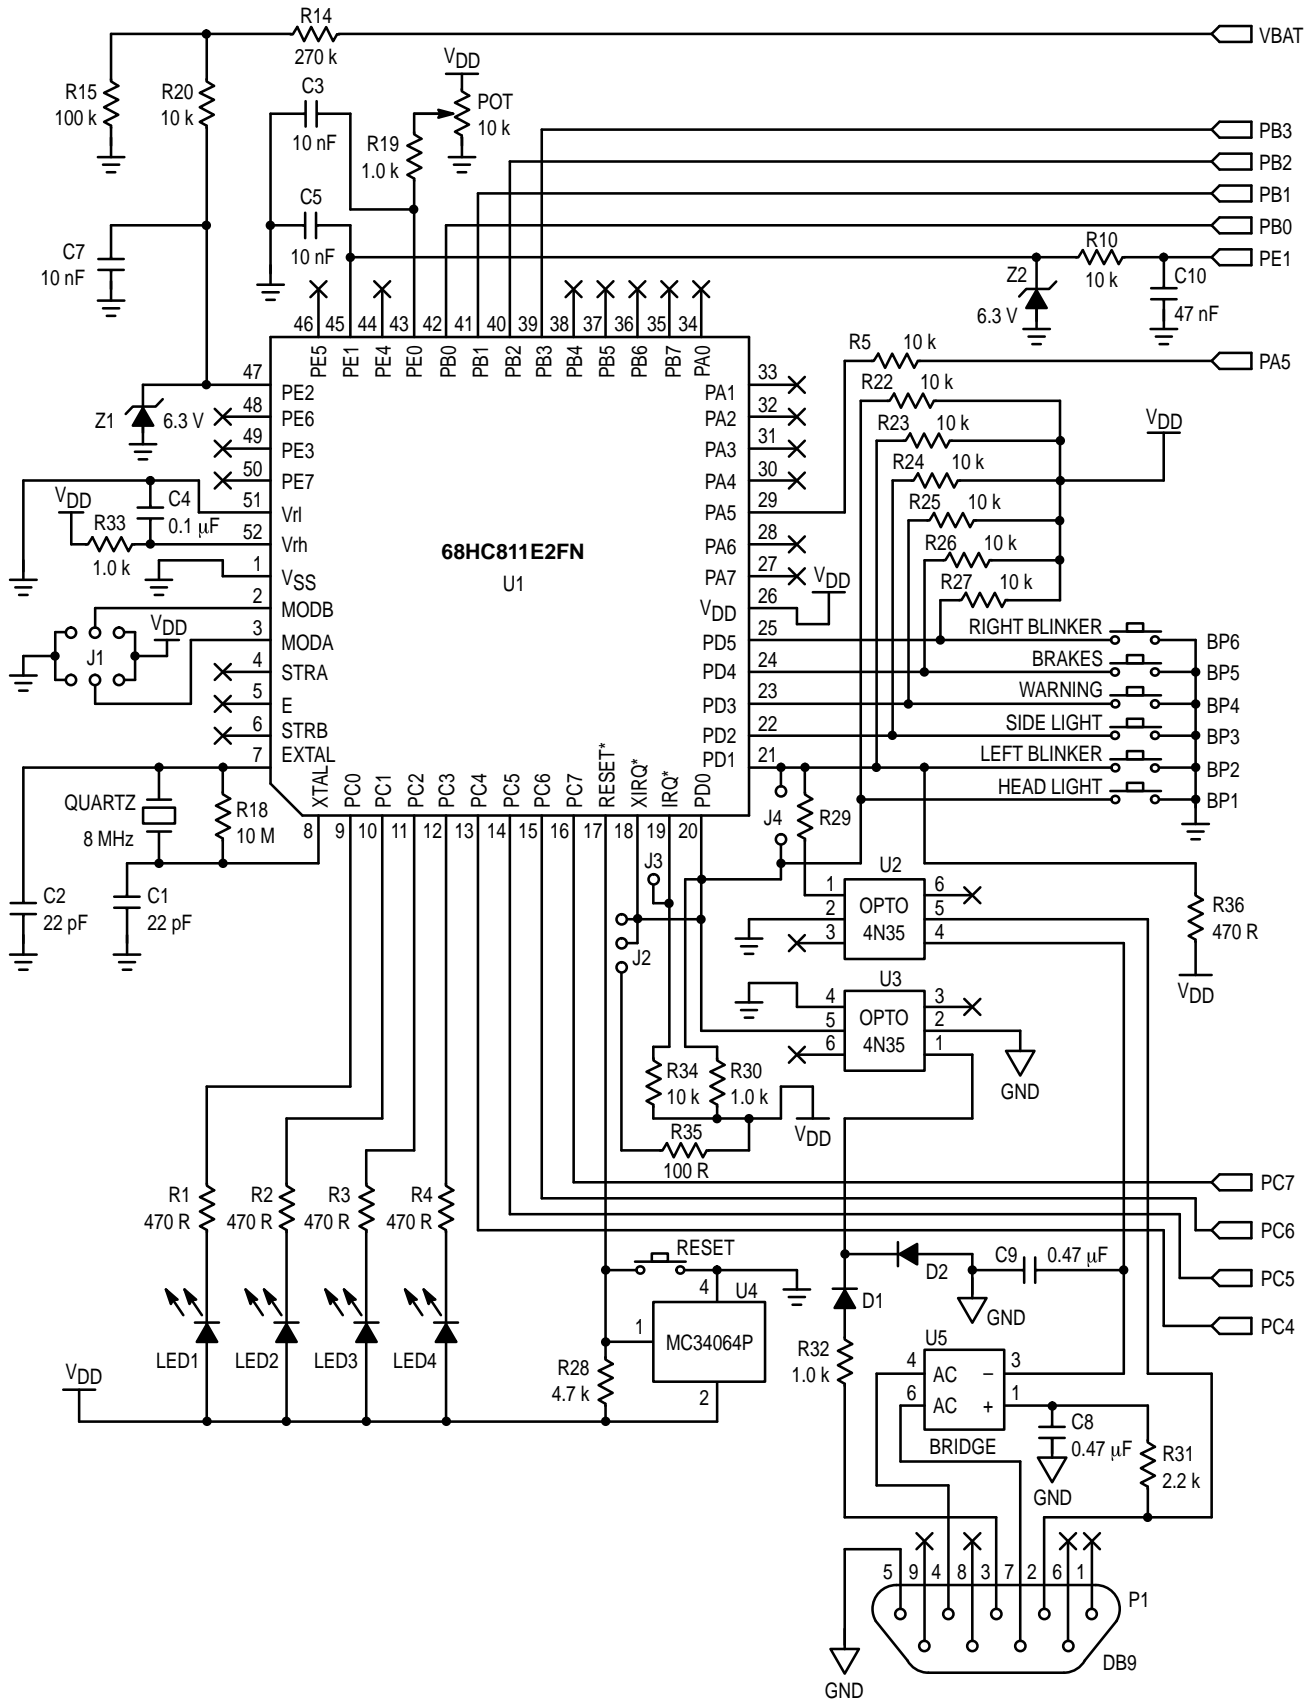 R14
270 k
VBAT
R15
100 k
R20
10 k
C3
10 nF
VDD
POT
10 k
R19
1.0 k
PB3
PB2
PB1
PB0
PE1
C5
10 nF
C7
10 nF
R10
10 k
Z2
6.3 V
C10
47 nF
46 45 44 43 42 41 40 39 38 37 36 35 34
PE5 PE1 PE4 PE0 PB0 PB1 PB2 PB3 PB4 PB5 PB6 PB7 PA0
R5 10 k
PA5
R22 10 k
R23 10 k
R24 10 k
R25 10 k
R26 10 k
R27 10 k
VDD
Z1 6.3 V
47 PE2
48 PE6
49 PE3
50 PE7
51 Vrl
52 Vrh
1 VSS
2 MODB
3 MODA
4 STRA
5 E
6 STRB
7 EXTAL
VDD
R33
1.0 k
C4
0.1 μF
VDD
J1
68HC811E2FN
U1
PA1 33
PA2 32
PA3 31
PA4 30
PA5 29
PA6 28
PA7 27
VDD 26
PD5 25
PD4 24
PD3 23
PD2 22
PD1 21
VDD
RIGHT BLINKER BP6
BRAKES BP5
WARNING BP4
SIDE LIGHT BP3
LEFT BLINKER BP2
HEAD LIGHT BP1
XTAL PC0 PC1 PC2 PC3 PC4 PC5 PC6 PC7 RESET* XIRQ* IRQ* PD0
8 9 10 11 12 13 14 15 16 17 18 19 20
QUARTZ
8 MHz
R18
10 M
C2
22 pF
C1
22 pF
J4
R29
J3
J2
U2
1 6
2 OPTO 5
3 4N35 4
R36
470 R
VDD
U3
4 3
5 OPTO 2
6 4N35 1
GND
R34
10 k
R30
1.0 k
VDD
R35
100 R
PC7
PC6
PC5
PC4
R1
470 R
R2
470 R
R3
470 R
R4
470 R
LED1
LED2
LED3
LED4
VDD
RESET
4 U4
1 MC34064P
2
R28
4.7 k
D2
C9 0.47 μF
GND
D1
R32
1.0 k
U5
4 AC – 3
6 AC + 1
BRIDGE
C8
0.47 μF
GND
R31
2.2 k
5 9 4 8 3 7 2 6 1
P1
DB9
GND